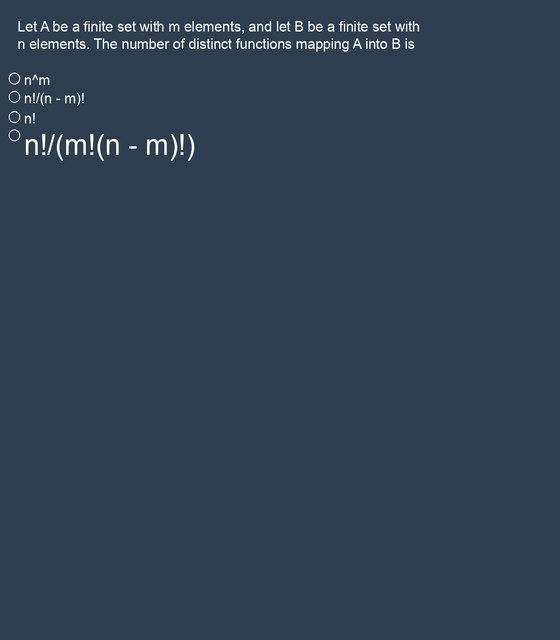 Let A be a finite set with m elements, and let B be a finite set with
n elements. The number of distinct functions mapping A into B is
n^m
n!/(n - m)!
n!
n!/(m!(n - m)!)